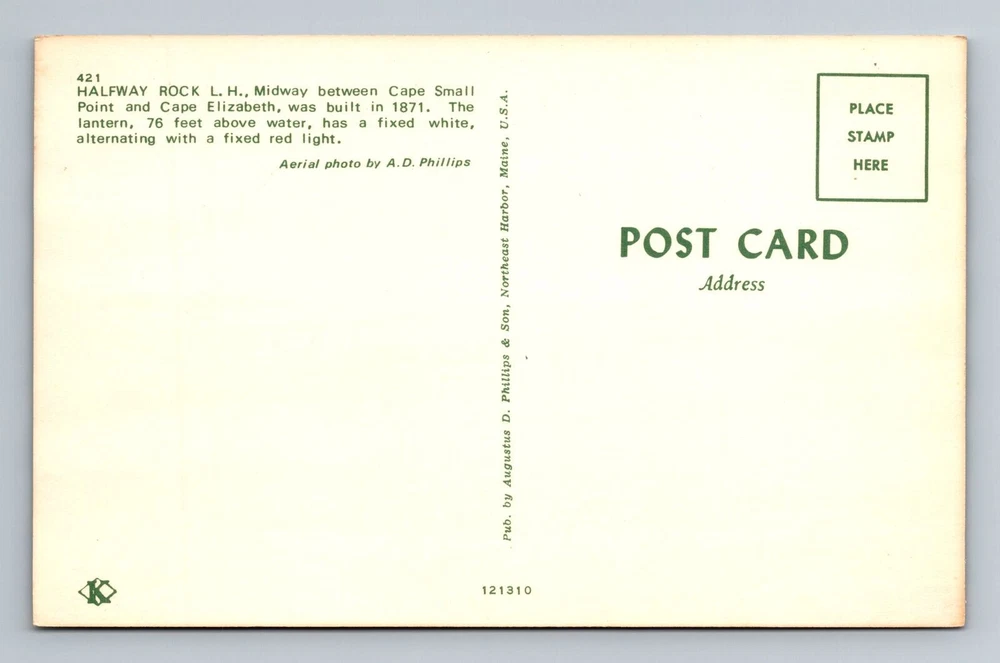 421
HALFWAY ROCK L. H., Midway between Cape Small
Point and Cape Elizabeth, was built in 1871. The
lantern, 76 feet above water, has a fixed white,
alternating with a fixed red light.
Aerial photo by A. D. Phillips
Pub. by Augustus D. Phillips & Son, Northeast Harbor, Maine, U.S.A.
PLACE
STAMP
HERE
POST CARD
Address
K
121310